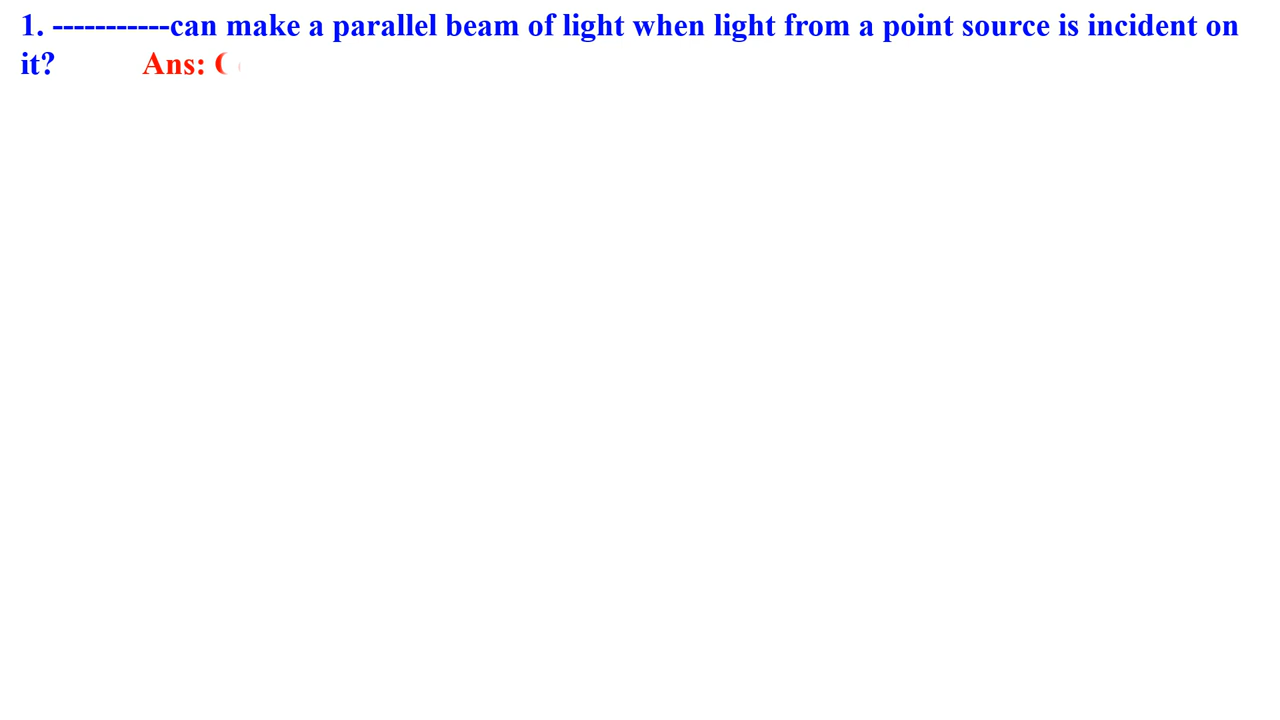 1. -----------can make a parallel beam of light when light from a point source is incident on
it? Ans: